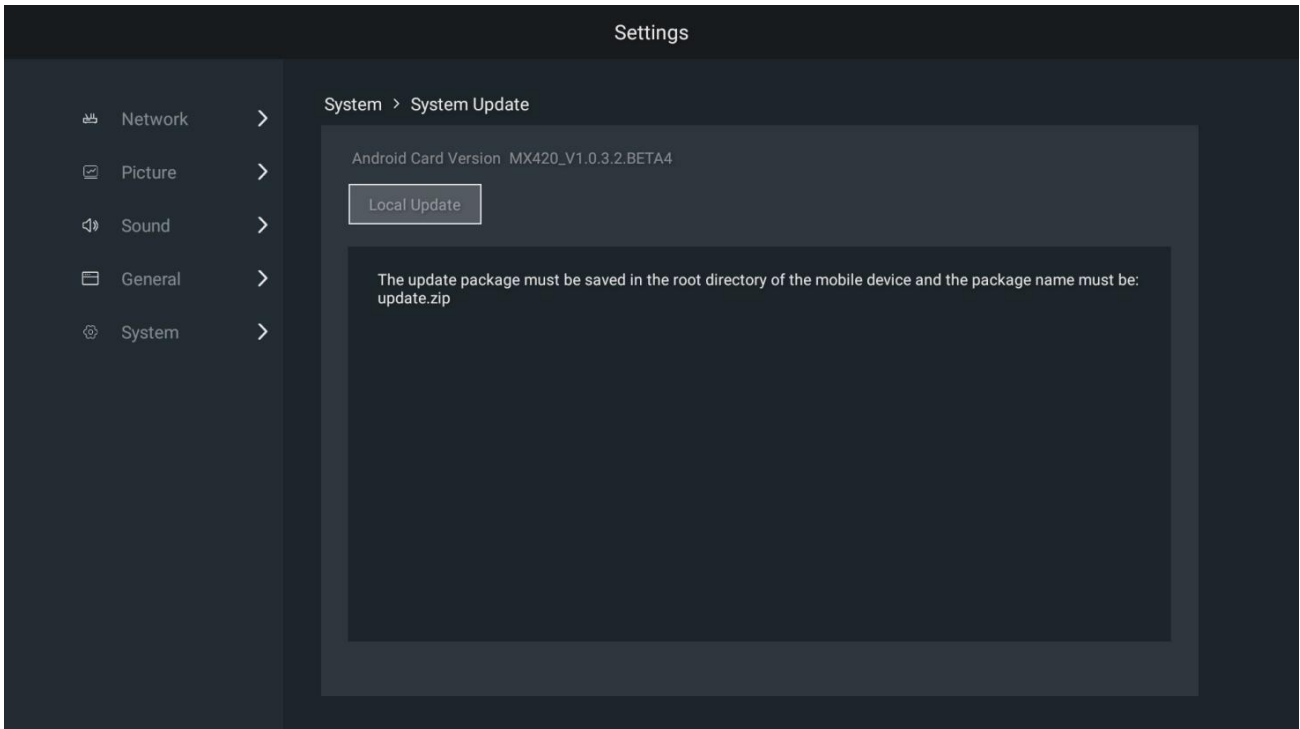 Settings
Network
Picture
Sound
General
System
System > System Update
Android Card Version MX420_V1.0.3.2.BETA4
Local Update
The update package must be saved in the root directory of the mobile device and the package name must be:
update.zip